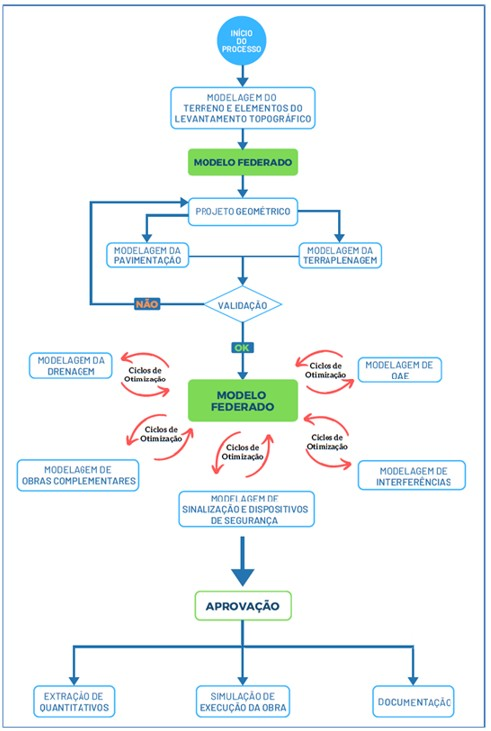 INÍCIO
DO
PROCESSO
MODELAGEM DO
TERRENO E ELEMENTOS DO
LEVANTAMENTO TOPOGRÁFICO
MODELO FEDERADO
PROJETO GEOMÉTRICO
MODELAGEM DA
PAVIMENTAÇÃO
MODELAGEM DA
TERRAPLENAGEM
NÃO
VALIDAÇÃO
OK
MODELAGEM DA
DRENAGEM
Ciclos de
Otimização
MODELO
FEDERADO
Ciclos de
Otimização
MODELAGEM DE
OAE
MODELAGEM DE
OBRAS COMPLEMENTARES
Ciclos de
Otimização
Ciclos de
Otimização
Ciclos de
Otimização
MODELAGEM DE
INTERFERÊNCIAS
MODELAGEM DE
SINALIZAÇÃO E DISPOSITIVOS
DE SEGURANÇA
APROVAÇÃO
EXTRAÇÃO DE
QUANTITATIVOS
SIMULAÇÃO DE
EXECUÇÃO DA OBRA
DOCUMENTAÇÃO